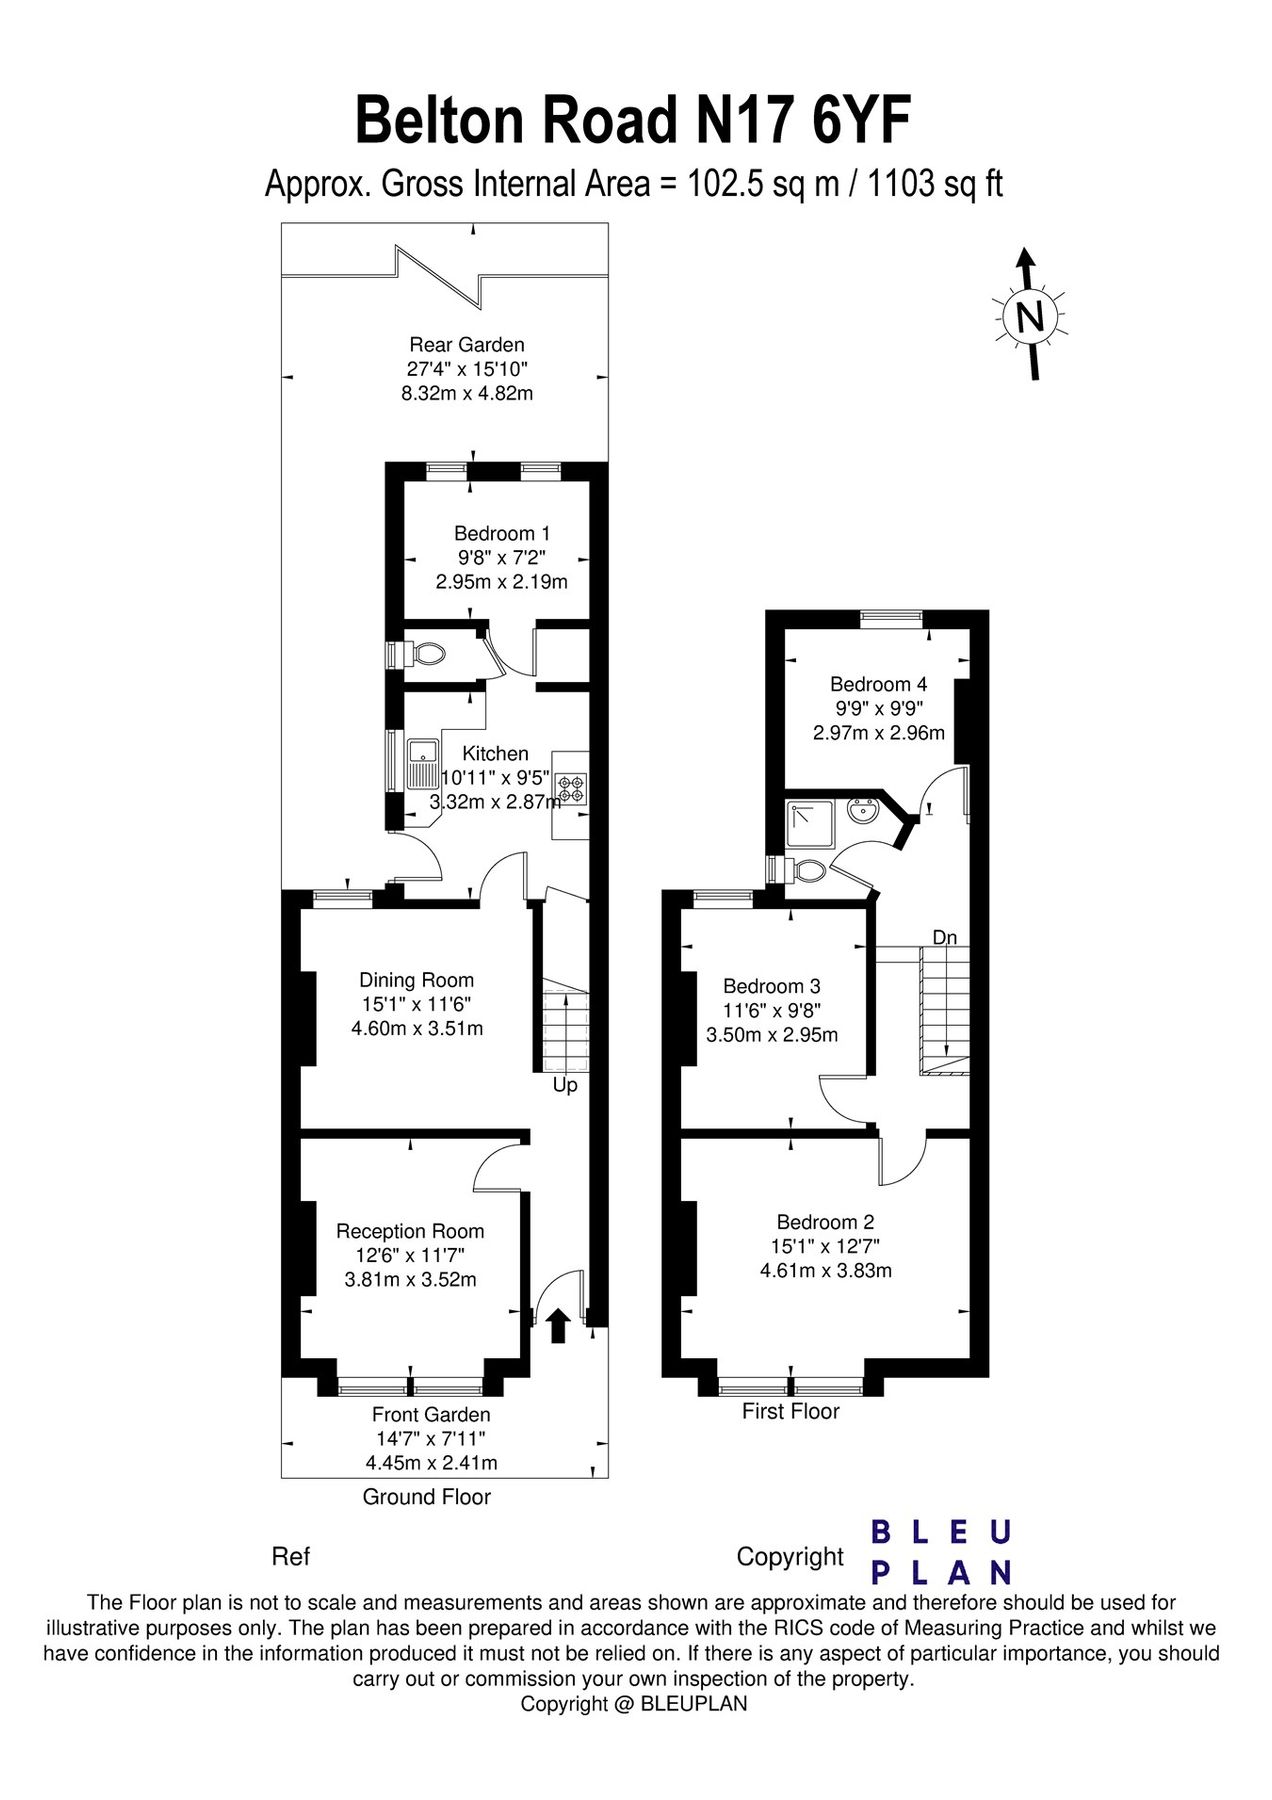 Belton Road N17 6YF
Approx. Gross Internal Area = 102.5 sq m / 1103 sq ft
N
Rear Garden
27'4" x 15'10"
8.32m x 4.82m
Bedroom 1
9'8" x 7'2"
2.95m x 2.19m
Kitchen
10'11" x 9'5"
3.32m x 2.87m
Dining Room
15'1" x 11'6"
4.60m x 3.51m
Up
Reception Room
12'6" x 11'7"
3.81m x 3.52m
Front Garden
14'7" x 7'11"
4.45m x 2.41m
Ground Floor
Bedroom 4
9'9" x 9'9"
2.97m x 2.96m
Dn
Bedroom 3
11'6" x 9'8"
3.50m x 2.95m
Bedroom 2
15'1" x 12'7"
4.61m x 3.83m
First Floor
Ref
Copyright
BLEU
PLAN
The Floor plan is not to scale and measurements and areas shown are approximate and therefore should be used for
illustrative purposes only. The plan has been prepared in accordance with the RICS code of Measuring Practice and whilst we
have confidence in the information produced it must not be relied on. If there is any aspect of particular importance, you should
carry out or commission your own inspection of the property.
Copyright @ BLEUPLAN